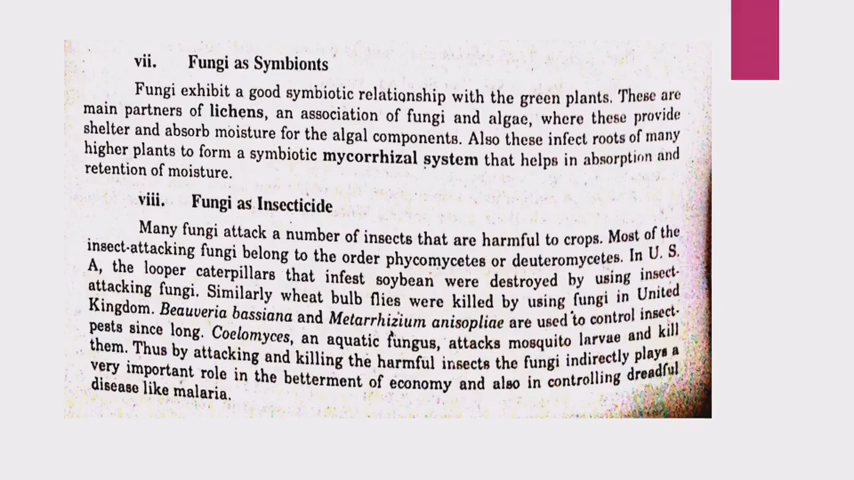 vii. Fungi as Symbionts
Fungi exhibit a good symbiotic relationship with the green plants. These are
main partners of lichens, an association of fungi and algae, where these provide
shelter and absorb moisture for the algal components. Also these infect roots of many
higher plants to form a symbiotic mycorrhizal system that helps in absorption and
retention of moisture.
viii. Fungi as Insecticide
Many fungi attack a number of insects that are harmful to crops. Most of the
insect-attacking fungi belong to the order phycomycetes or deuteromycetes. In U. S.
A, the looper caterpillars that infest soybean were destroyed by using insect-
attacking fungi. Similarly wheat bulb flies were killed by using fungi in United
Kingdom. Beauveria bassiana and Metarrhizium anisopliae are used to control insect-
pests since long. Coelomyces, an aquatic fungus, attacks mosquito larvae and kill
them. Thus by attacking and killing the harmful insects the fungi indirectly plays a
very important role in the betterment of economy and also in controlling dreadful
disease like malaria.